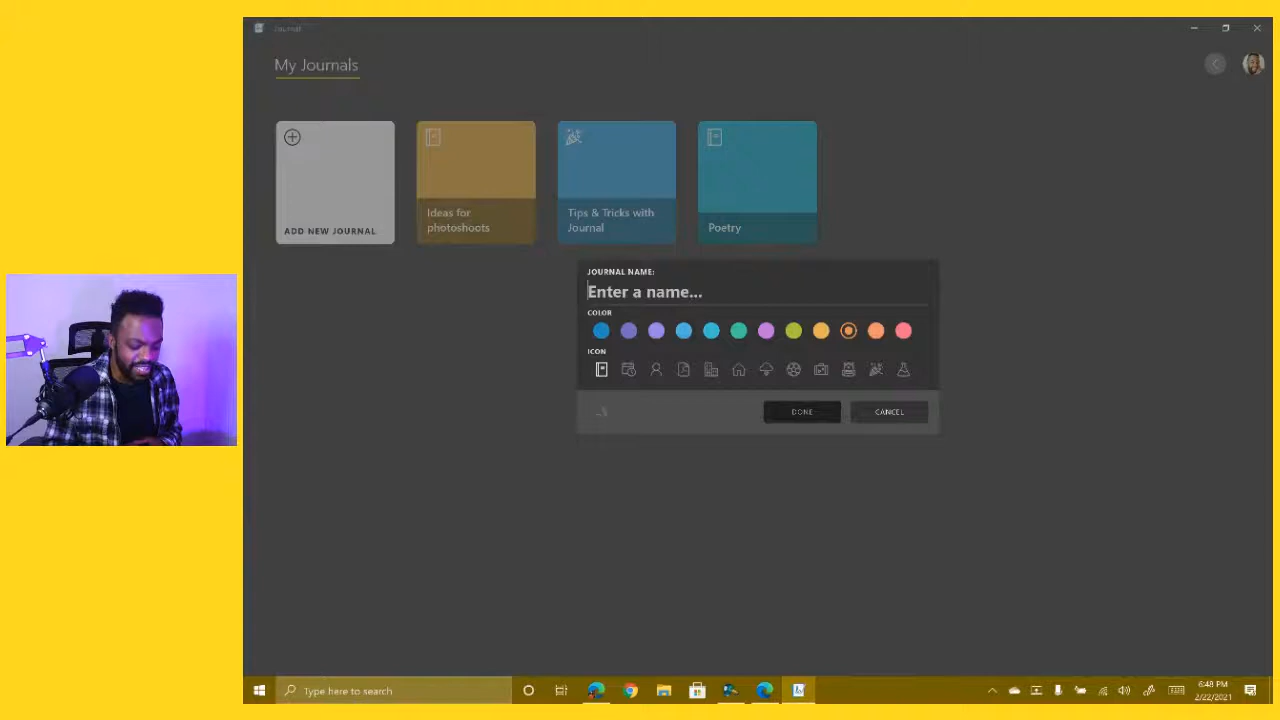 Journal
My Journals
ADD NEW JOURNAL
Ideas for
photoshoots
Tips & Tricks with
Journal
Poetry
JOURNAL NAME:
Enter a name...
COLOR
ICON
DONE
CANCEL
Type here to search
6:48 PM
2/22/2021